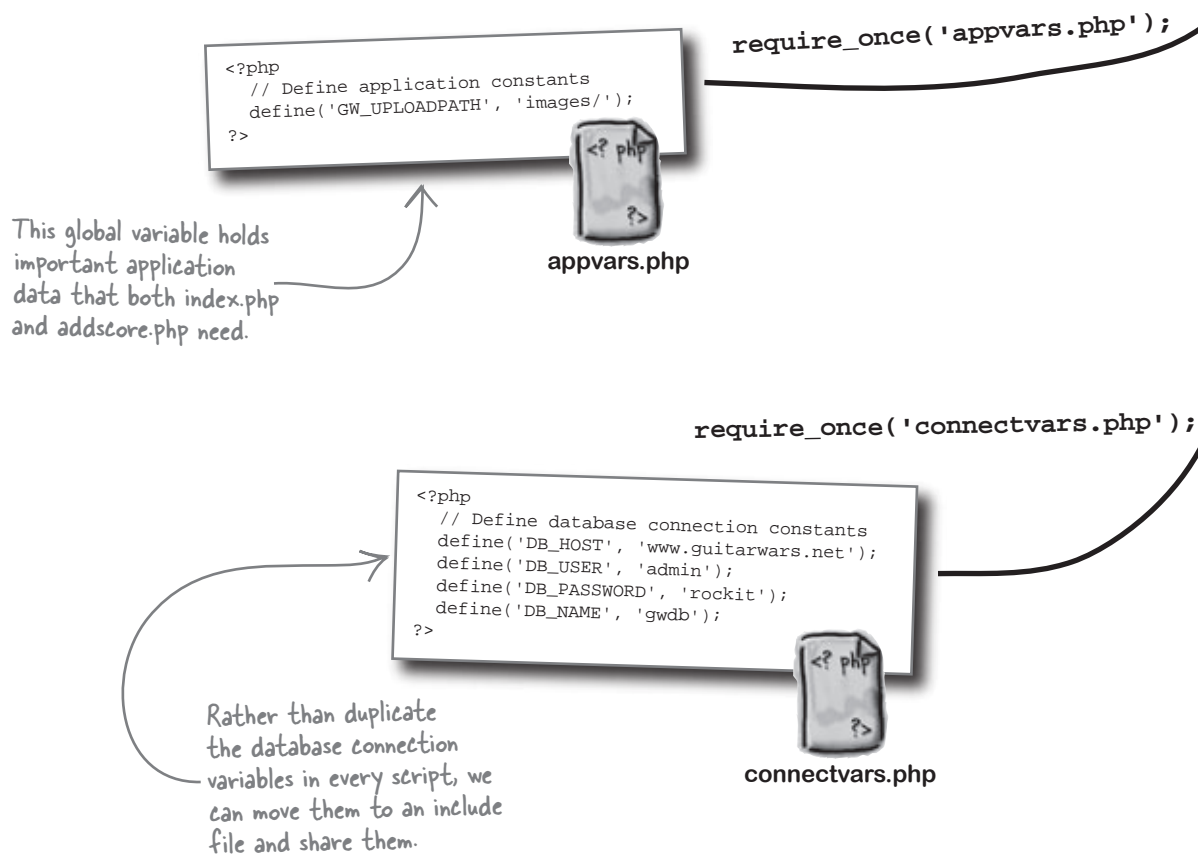 require_once('appvars.php');
<?php
// Define application constants
define('GW_UPLOADPATH', 'images/');
?>
<? php
?>
appvars.php
This global variable holds
important application
data that both index.php
and addscore.php need.
require_once('connectvars.php');
<?php
// Define database connection constants
define('DB_HOST', 'www.guitarwars.net');
define('DB_USER', 'admin');
define('DB_PASSWORD', 'rockit');
define('DB_NAME', 'gwdb');
?>
<? php
?>
connectvars.php
Rather than duplicate
the database connection
variables in every script, we
can move them to an include
file and share them.